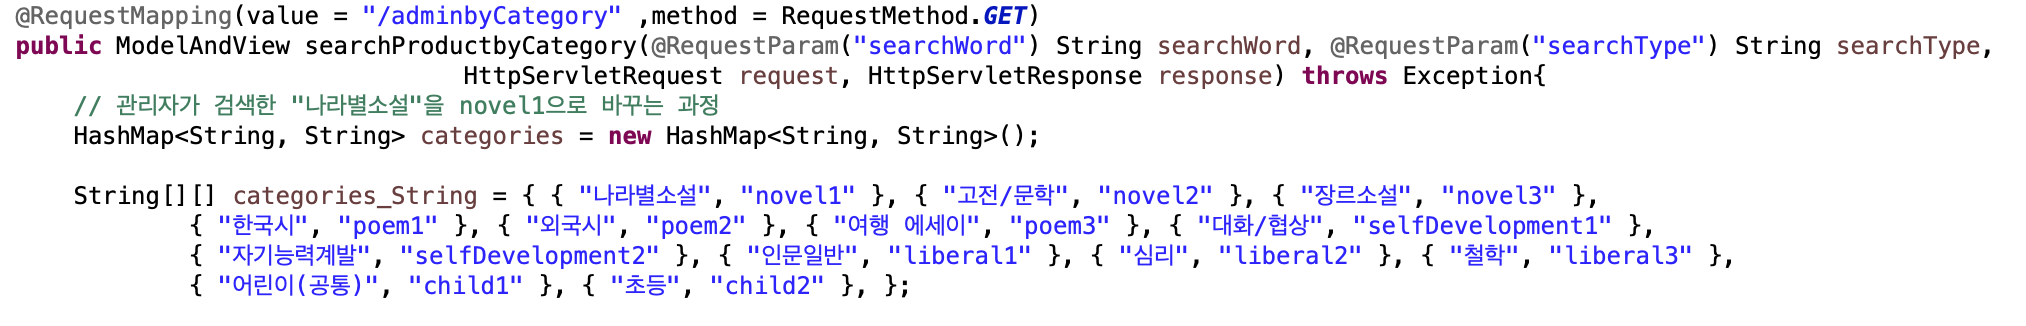 @RequestMapping(value = "/adminbyCategory" ,method = RequestMethod.GET)
public ModelAndView searchProductbyCategory(@RequestParam("searchWord") String searchWord, @RequestParam("searchType") String searchType,
HttpServletRequest request, HttpServletResponse response) throws Exception{
// 관리자가 검색한 "나라별소설"을 novel1으로 바꾸는 과정
HashMap<String, String> categories = new HashMap<String, String>();
String[][] categories_String = { { "나라별소설", "novel1" }, { "고전/문학", "novel2" }, { "장르소설", "novel3" },
{ "한국시", "poem1" }, { "외국시", "poem2" }, { "여행 에세이", "poem3" }, { "대화/협상", "selfDevelopment1" },
{ "자기능력계발", "selfDevelopment2" }, { "인문일반", "liberal1" }, { "심리", "liberal2" }, { "철학", "liberal3" },
{ "어린이(공통)", "child1" }, { "초등", "child2" }, };